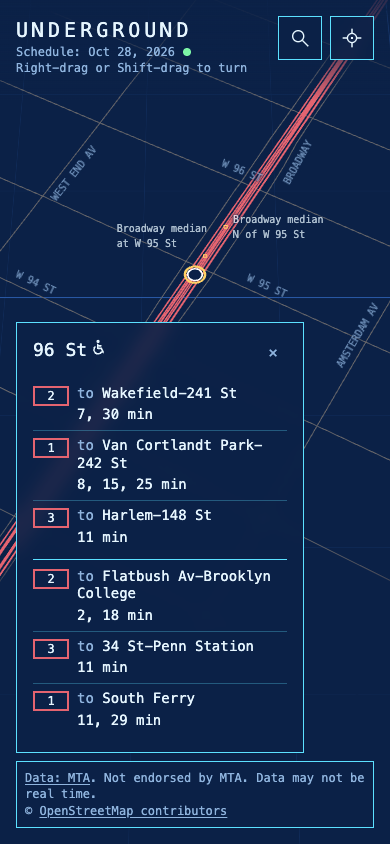 UNDERGROUND
Schedule: Oct 28, 2026
Right-drag or Shift-drag to turn
WEST END AV
W 96 ST
BROADWAY
Broadway median
at W 95 St
Broadway median
N of W 95 St
W 94 ST
W 95 ST
AMSTERDAM AV
96 St
×
2 to Wakefield–241 St
7, 30 min
1 to Van Cortlandt Park–
242 St
8, 15, 25 min
3 to Harlem–148 St
11 min
2 to Flatbush Av–Brooklyn
College
2, 18 min
3 to 34 St–Penn Station
11 min
1 to South Ferry
11, 29 min
Data: MTA. Not endorsed by MTA. Data may not be
real time.
© OpenStreetMap contributors